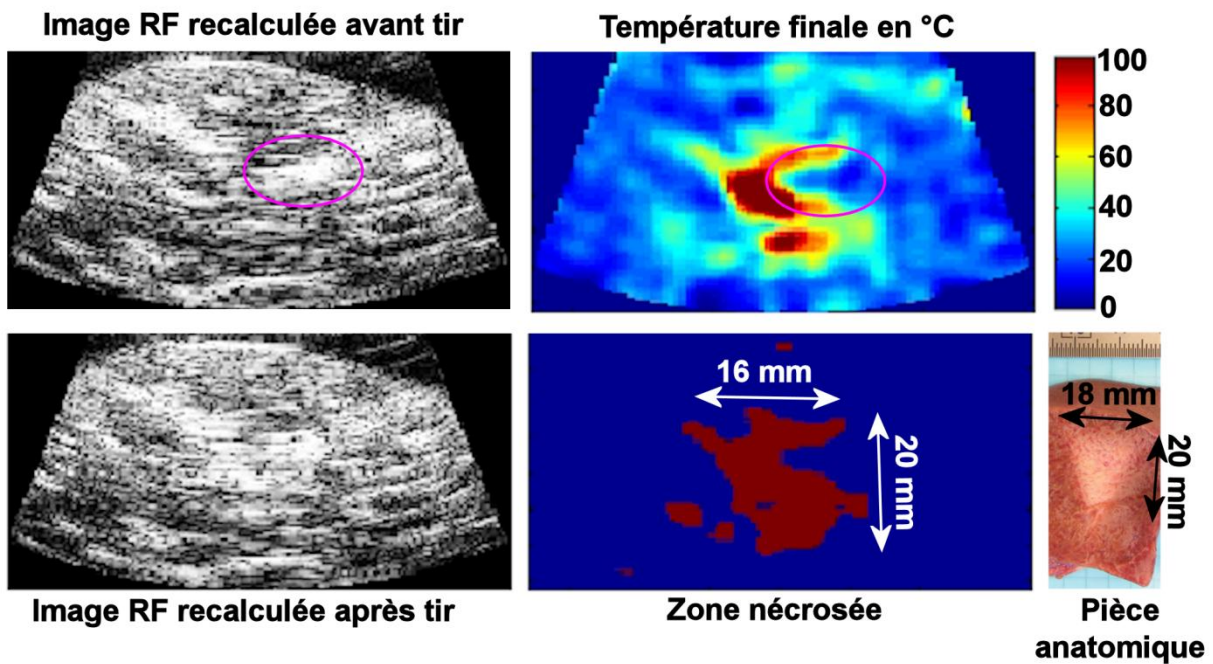 Image RF recalculée avant tir
Température finale en °C
100
80
60
40
20
0
16 mm
20 mm
18 mm
20 mm
Image RF recalculée après tir
Zone nécrosée
Pièce
anatomique